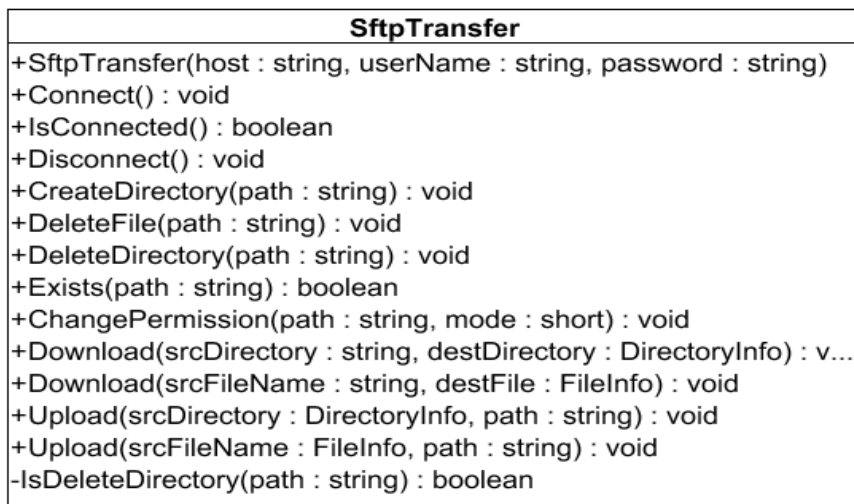 SftpTransfer
+SftpTransfer(host : string, userName : string, password : string)
+Connect() : void
+IsConnected() : boolean
+Disconnect() : void
+CreateDirectory(path : string) : void
+DeleteFile(path : string) : void
+DeleteDirectory(path : string) : void
+Exists(path : string) : boolean
+ChangePermission(path : string, mode : short) : void
+Download(srcDirectory : string, destDirectory : DirectoryInfo) : v...
+Download(srcFileName : string, destFile : FileInfo) : void
+Upload(srcDirectory : DirectoryInfo, path : string) : void
+Upload(srcFileName : FileInfo, path : string) : void
-IsDeleteDirectory(path : string) : boolean